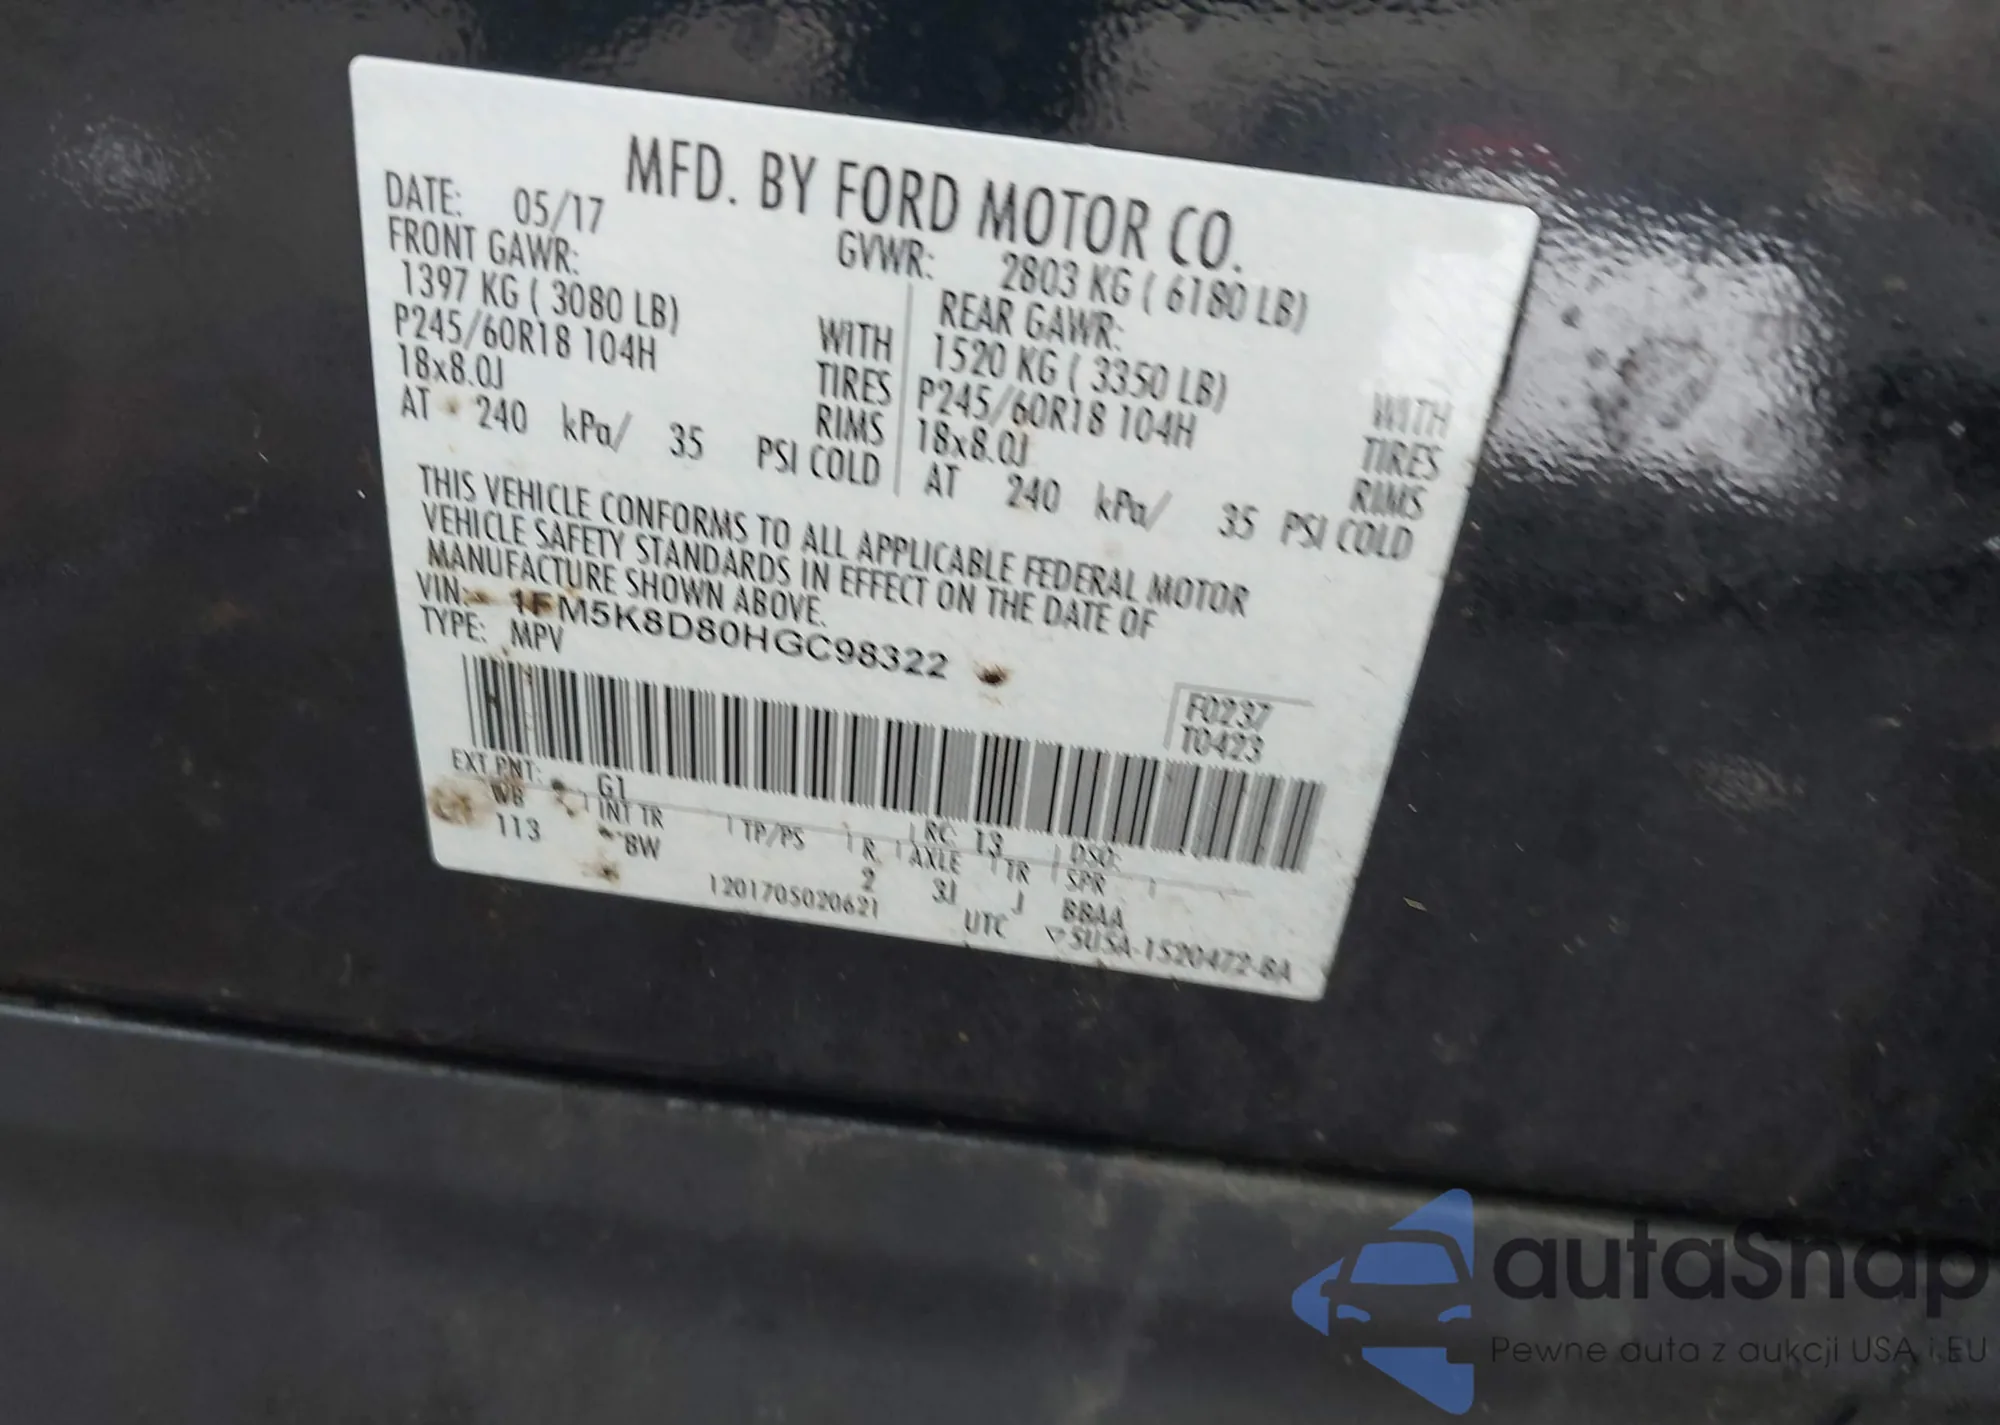 MFD. BY FORD MOTOR CO.
DATE: 05/17 GVWR: 2803 KG ( 6180 LB)
FRONT GAWR: REAR GAWR:
1397 KG ( 3080 LB) WITH 1520 KG ( 3350 LB) WITH
P245/60R18 104H TIRES P245/60R18 104H TIRES
18x8.0J RIMS 18x8.0J RIMS
AT 240 kPa/ 35 PSI COLD AT 240 kPa/ 35 PSI COLD
THIS VEHICLE CONFORMS TO ALL APPLICABLE FEDERAL MOTOR
VEHICLE SAFETY STANDARDS IN EFFECT ON THE DATE OF
MANUFACTURE SHOWN ABOVE.
VIN: 1FM5K8D80HGC98322
TYPE: MPV
F0237
T0423
EXT PNT: G1 RC: 13 DSO:
WB INT TR TP/PS R. AXLE TR SPR
113 BW 2 3J J BBAA
1201705020621 UTC 5USA-1520472-BA
autaSnap
Pewne auta z aukcji USA i EU